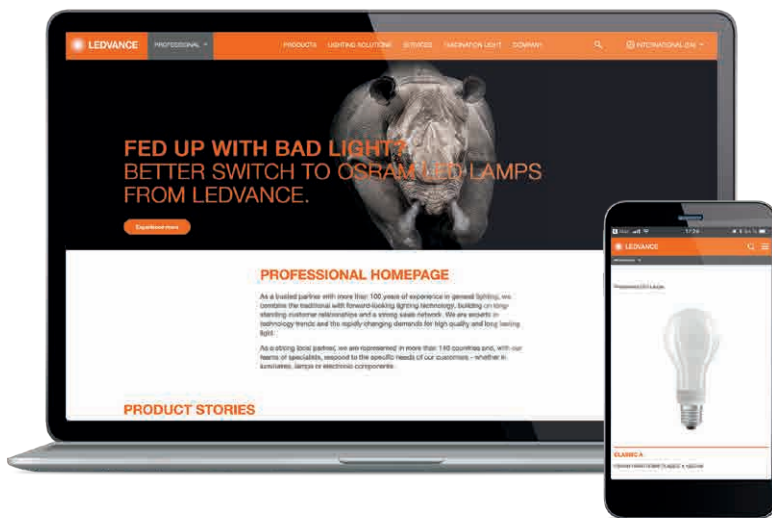 LEDVANCE PROFESSIONAL PRODUCTS LIGHTING SOLUTIONS SERVICES FASCINATION LIGHT COMPANY INTERNATIONAL (EN)
FED UP WITH BAD LIGHT?
BETTER SWITCH TO OSRAM LED LAMPS
FROM LEDVANCE.
Experience more
PROFESSIONAL HOMEPAGE
As a trusted partner with more than 100 years of experience in general lighting, we
combine the traditional with forward-looking lighting technology, building on long-
standing customer relationships and a strong sales network. We are experts in
technology trends and the rapidly changing demands for high quality and long lasting
light.
As a strong local partner, we are represented in more than 140 countries and, with our
teams of specialists, respond to the specific needs of our customers – whether in
luminaires, lamps or electronic components.
PRODUCT STORIES
17:26
LEDVANCE
PROFESSIONAL
CLASSIC A